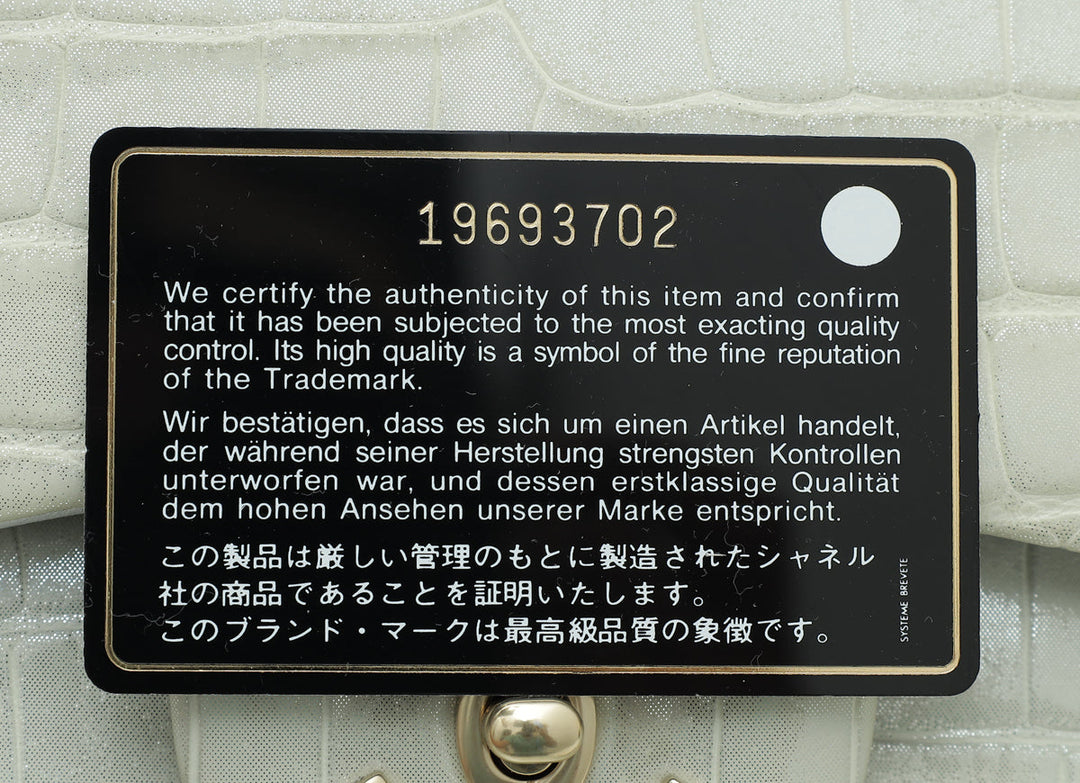 19693702
We certify the authenticity of this item and confirm
that it has been subjected to the most exacting quality
control. Its high quality is a symbol of the fine reputation
of the Trademark.
Wir bestätigen, dass es sich um einen Artikel handelt,
der während seiner Herstellung strengsten Kontrollen
unterworfen war, und dessen erstklassige Qualität
dem hohen Ansehen unserer Marke entspricht.
この製品は厳しい管理のもとに製造されたシャネル
社の商品であることを証明いたします。
このブランド・マークは最高級品質の象徴です。
SYSTEME BREVETE